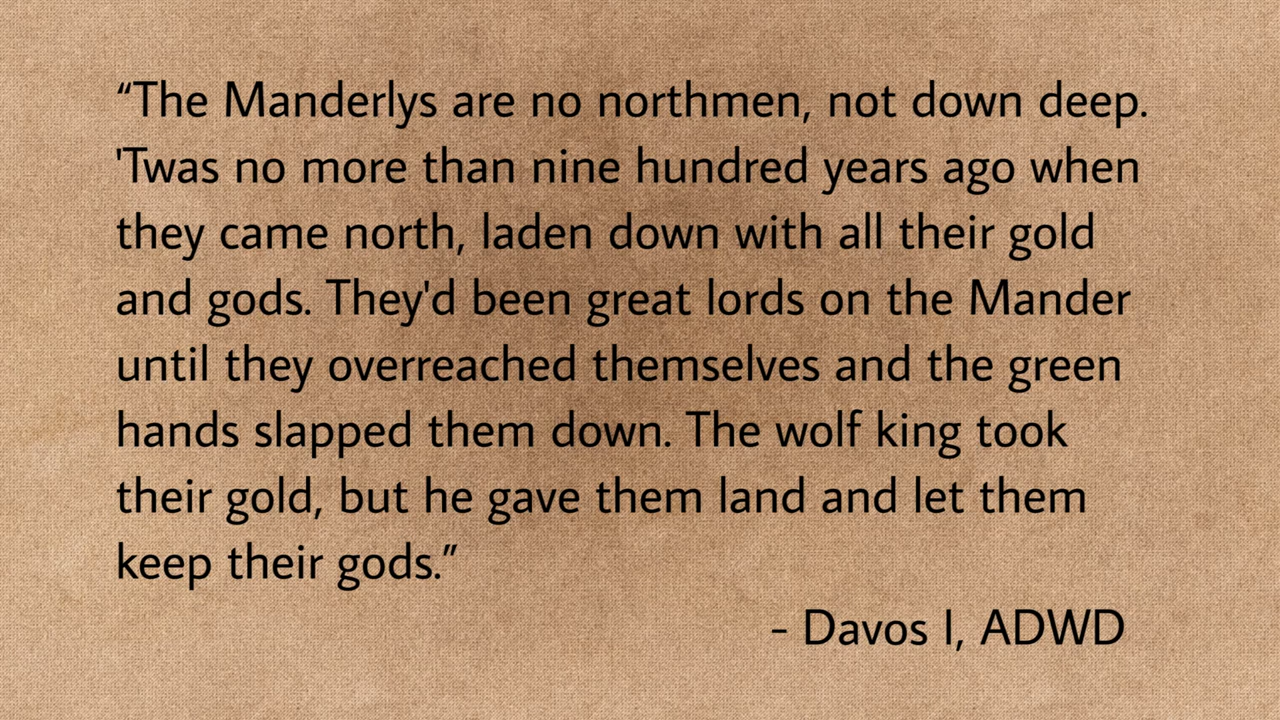 “The Manderlys are no northmen, not down deep.
'Twas no more than nine hundred years ago when
they came north, laden down with all their gold
and gods. They'd been great lords on the Mander
until they overreached themselves and the green
hands slapped them down. The wolf king took
their gold, but he gave them land and let them
keep their gods.”
- Davos I, ADWD